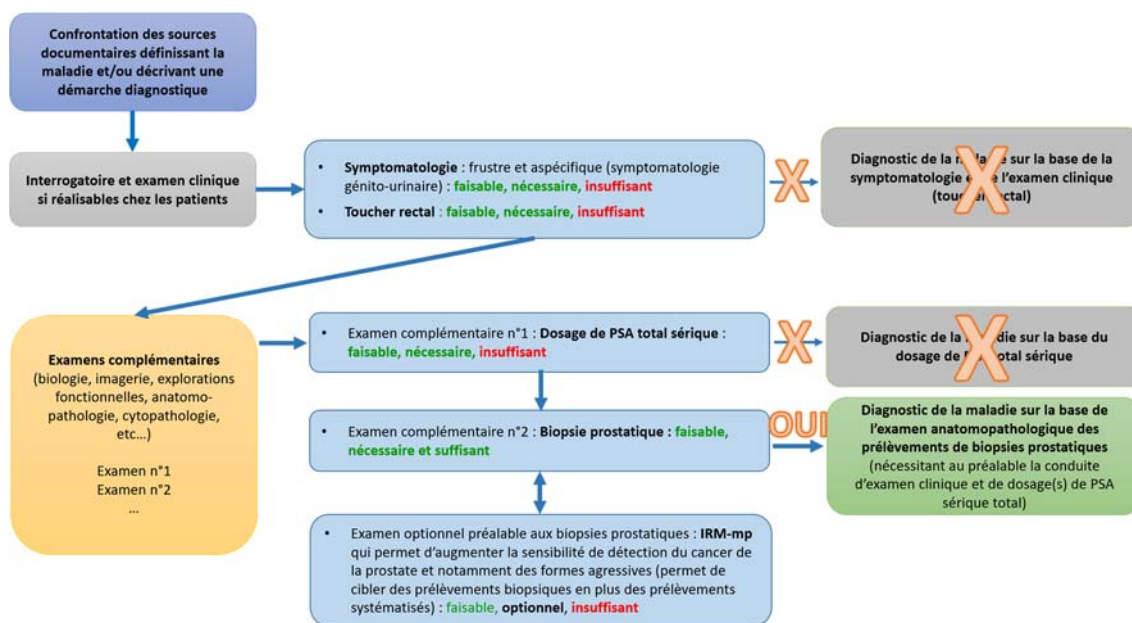 Confrontation des sources
documentaires définissant la
maladie et/ou décrivant une
démarche diagnostique
Interrogatoire et examen clinique
si réalisables chez les patients
• Symptomatologie : frustre et aspécifique (symptomatologie
génito-urinaire) : faisable, nécessaire, insuffisant
• Toucher rectal : faisable, nécessaire, insuffisant
X
Diagnostic de la maladie sur la base de la
symptomatologie et de l'examen clinique
(toucher rectal)
X
Examens complémentaires
(biologie, imagerie, explorations
fonctionnelles, anatomo-
pathologie, cytopathologie,
etc…)
Examen n°1
Examen n°2
…
• Examen complémentaire n°1 : Dosage de PSA total sérique :
faisable, nécessaire, insuffisant
X
Diagnostic de la maladie sur la base du
dosage de PSA total sérique
X
• Examen complémentaire n°2 : Biopsie prostatique : faisable,
nécessaire et suffisant
OUI
Diagnostic de la maladie sur la base de
l'examen anatomopathologique des
prélèvements de biopsies prostatiques
(nécessitant au préalable la conduite
d'examen clinique et de dosage(s) de PSA
sérique total)
• Examen optionnel préalable aux biopsies prostatiques : IRM-mp
qui permet d'augmenter la sensibilité de détection du cancer de
la prostate et notamment des formes agressives (permet de
cibler des prélèvements biopsiques en plus des prélèvements
systématisés) : faisable, optionnel, insuffisant